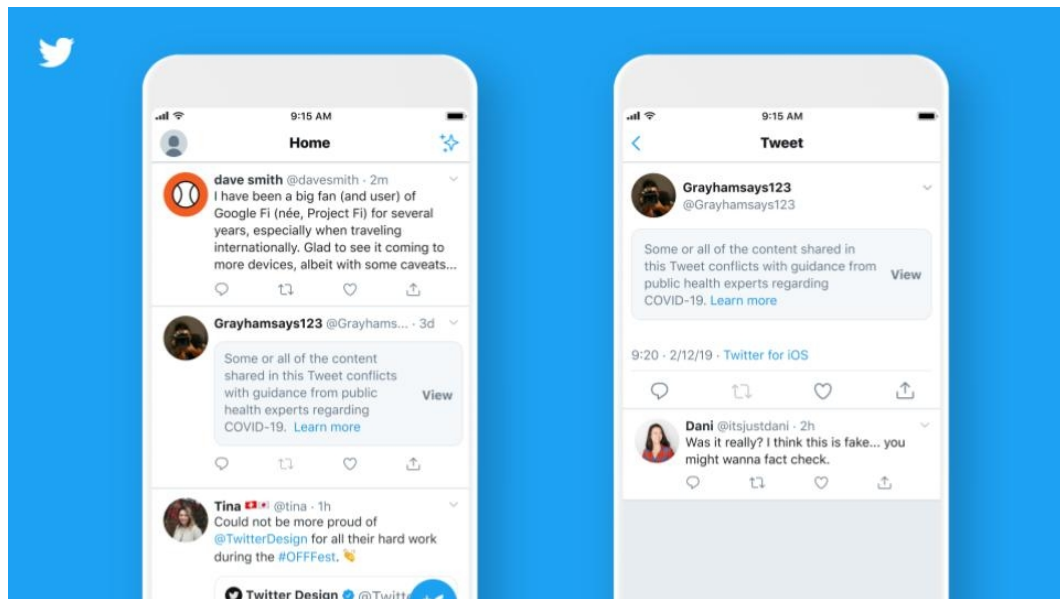 9:15 AM
Home
dave smith @davesmith · 2m
I have been a big fan (and user) of
Google Fi (née, Project Fi) for several
years, especially when traveling
internationally. Glad to see it coming to
more devices, albeit with some caveats...
Grayhamsays123 @Grayhams... · 3d
Some or all of the content
shared in this Tweet conflicts
with guidance from public
health experts regarding
COVID-19. Learn more
View
Tina 🇨🇭🇯🇵 @tina · 1h
Could not be more proud of
@TwitterDesign for all their hard work
during the #OFFFest. 👏
Twitter Design @Twitte
9:15 AM
Tweet
Grayhamsays123
@Grayhamsays123
Some or all of the content shared in
this Tweet conflicts with guidance from
public health experts regarding
COVID-19. Learn more
View
9:20 · 2/12/19 · Twitter for iOS
Dani @itsjustdani · 2h
Was it really? I think this is fake... you
might wanna fact check.